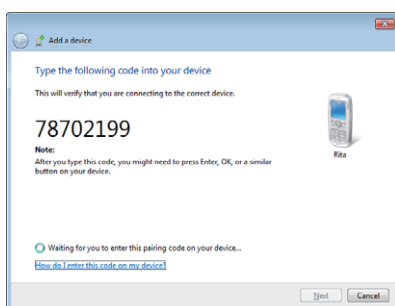 Add a device
Type the following code into your device
This will verify that you are connecting to the correct device.
78702199
Note:
After you type this code, you might need to press Enter, OK, or a similar
button on your device.
Rita
Waiting for you to enter this pairing code on your device...
How do I enter this code on my device?
Next
Cancel